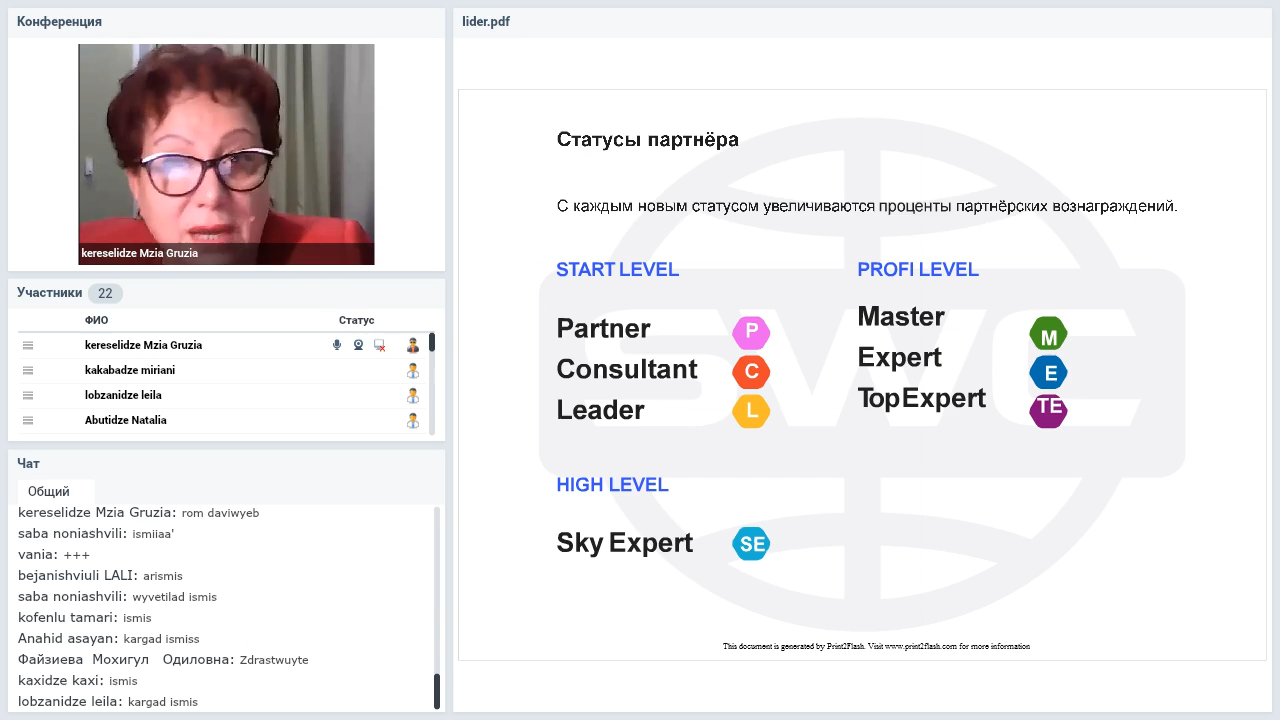 Конференция
kereselidze Mzia Gruzia
Участники 22
ФИО Статус
kereselidze Mzia Gruzia
kakabadze miriani
lobzanidze leila
Abutidze Natalia
Чат
Общий
kereselidze Mzia Gruzia: rom daviwyeb
saba noniashvili: ismiiaa'
vania: +++
bejanishviuli LALI: arismis
saba noniashvili: wyvetilad ismis
kofenlu tamari: ismis
Anahid asayan: kargad ismiss
Файзиева Мохигул Одиловна: Zdrastwuyte
kaxidze kaxi: ismis
lobzanidze leila: kargad ismis
lider.pdf
Статусы партнёра
С каждым новым статусом увеличиваются проценты партнёрских вознаграждений.
START LEVEL
Partner P
Consultant C
Leader L
PROFI LEVEL
Master M
Expert E
TopExpert TE
HIGH LEVEL
Sky Expert SE
SWC
This document is generated by Print2Flash. Visit www.print2flash.com for more information